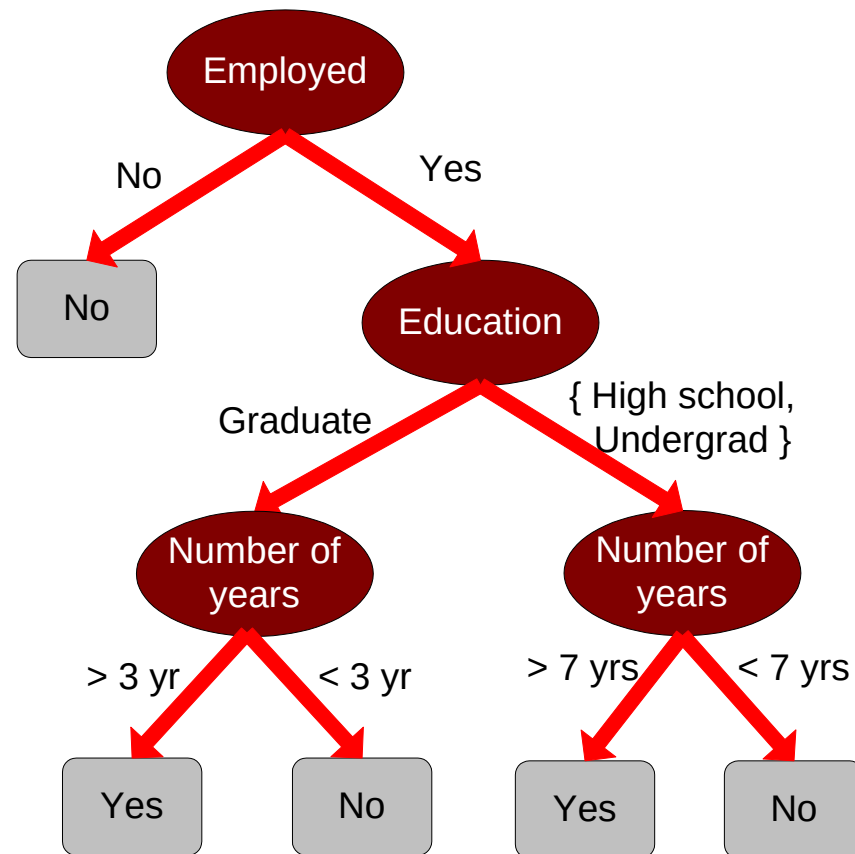 Employed
No
Yes
No
Education
Graduate
{ High school,
Undergrad }
Number of
years
Number of
years
> 3 yr
< 3 yr
> 7 yrs
< 7 yrs
Yes
No
Yes
No